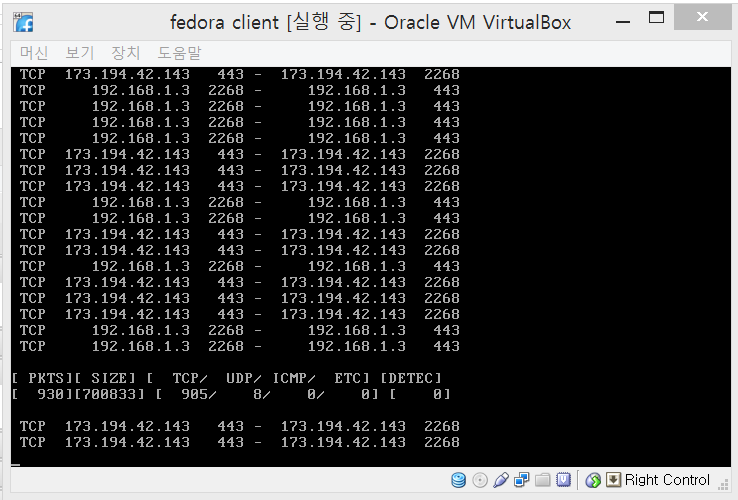 fedora client [실행 중] - Oracle VM VirtualBox
머신 보기 장치 도움말
TCP 173.194.42.143 443 - 173.194.42.143 2268
TCP 192.168.1.3 2268 - 192.168.1.3 443
TCP 192.168.1.3 2268 - 192.168.1.3 443
TCP 192.168.1.3 2268 - 192.168.1.3 443
TCP 192.168.1.3 2268 - 192.168.1.3 443
TCP 173.194.42.143 443 - 173.194.42.143 2268
TCP 173.194.42.143 443 - 173.194.42.143 2268
TCP 173.194.42.143 443 - 173.194.42.143 2268
TCP 192.168.1.3 2268 - 192.168.1.3 443
TCP 192.168.1.3 2268 - 192.168.1.3 443
TCP 173.194.42.143 443 - 173.194.42.143 2268
TCP 173.194.42.143 443 - 173.194.42.143 2268
TCP 192.168.1.3 2268 - 192.168.1.3 443
TCP 173.194.42.143 443 - 173.194.42.143 2268
TCP 173.194.42.143 443 - 173.194.42.143 2268
TCP 173.194.42.143 443 - 173.194.42.143 2268
TCP 192.168.1.3 2268 - 192.168.1.3 443
TCP 192.168.1.3 2268 - 192.168.1.3 443
[ PKTS][ SIZE] [ TCP/ UDP/ ICMP/ ETC] [DETEC]
[ 930][700833] [ 905/ 8/ 0/ 0] [ 0]
TCP 173.194.42.143 443 - 173.194.42.143 2268
TCP 173.194.42.143 443 - 173.194.42.143 2268
Right Control